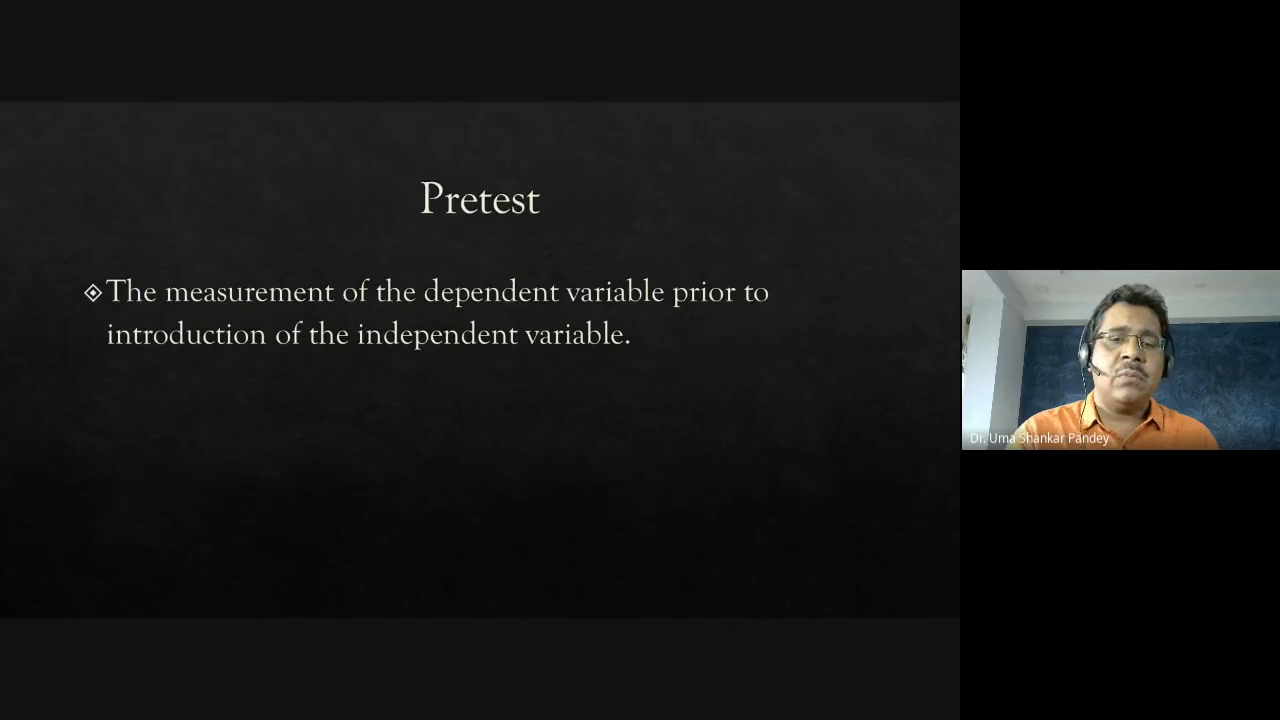 Pretest
The measurement of the dependent variable prior to
introduction of the independent variable.
Dr. Uma Shankar Pandey